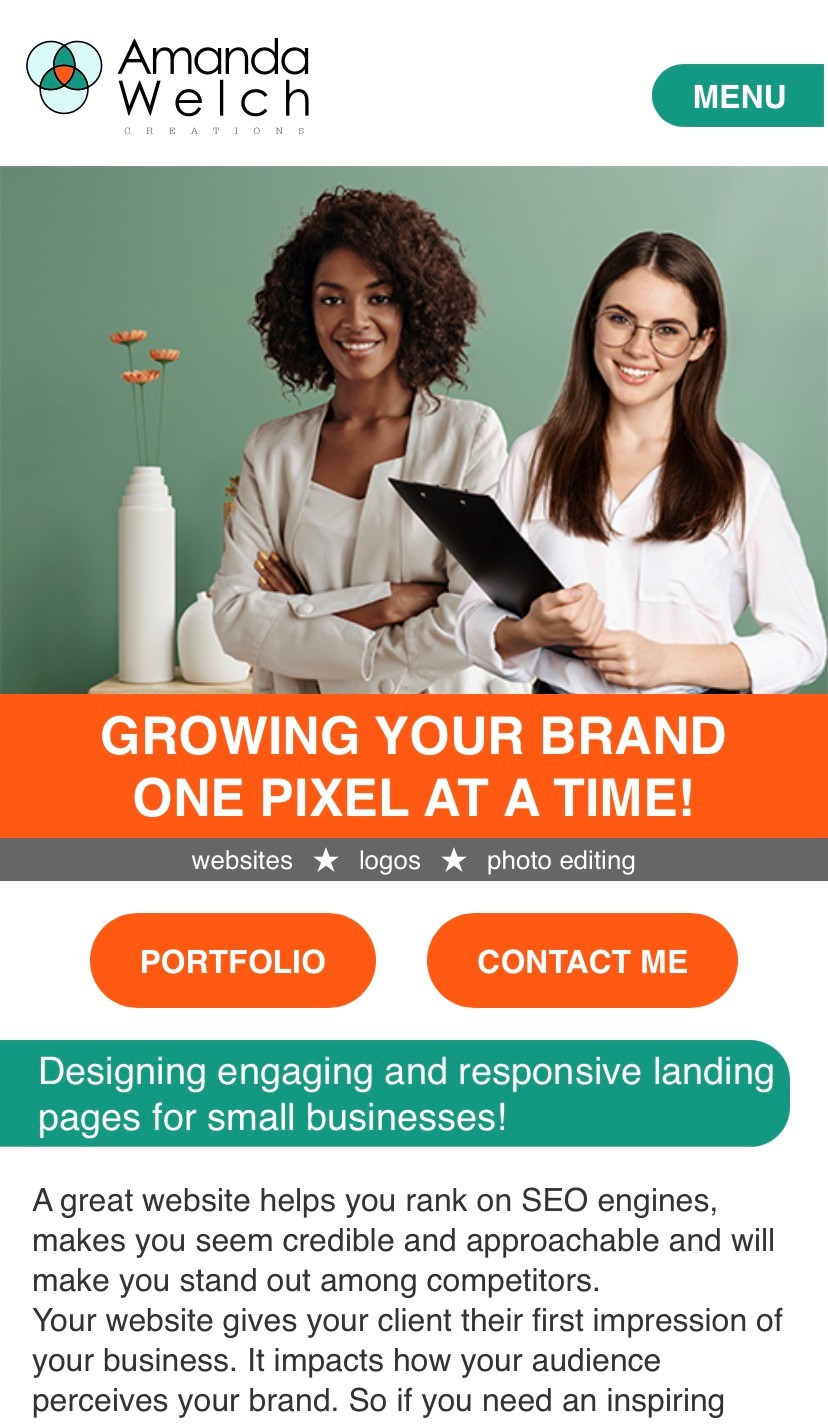 Amanda
Welch
CREATIONS
MENU
GROWING YOUR BRAND
ONE PIXEL AT A TIME!
websites ★ logos ★ photo editing
PORTFOLIO
CONTACT ME
Designing engaging and responsive landing
pages for small businesses!
A great website helps you rank on SEO engines,
makes you seem credible and approachable and will
make you stand out among competitors.
Your website gives your client their first impression of
your business. It impacts how your audience
perceives your brand. So if you need an inspiring